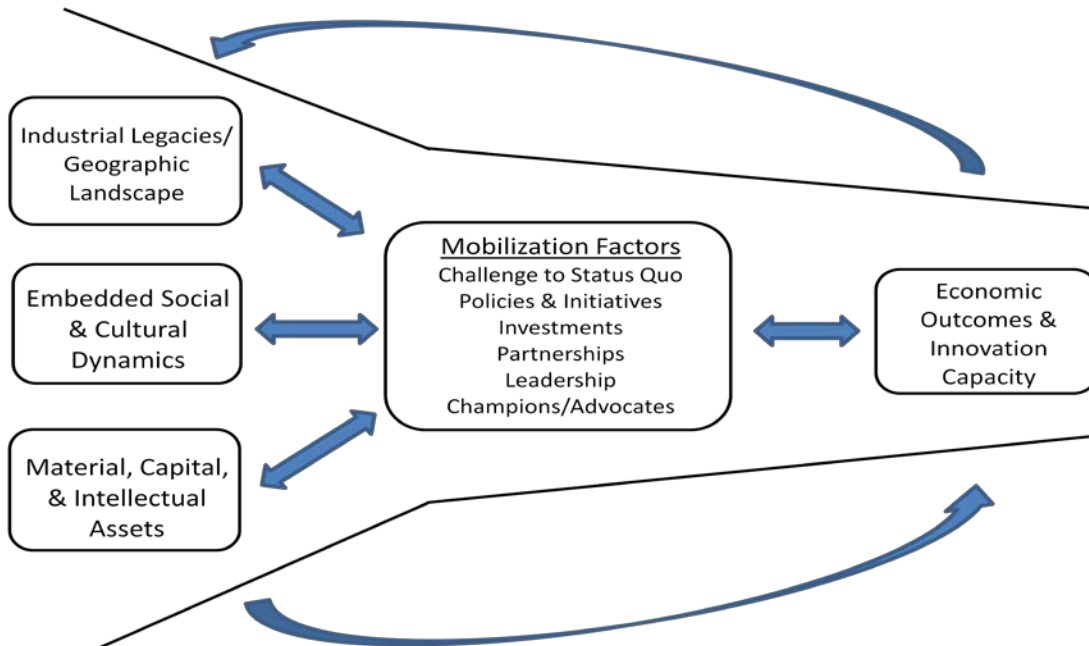 Industrial Legacies/
Geographic
Landscape
Embedded Social
& Cultural
Dynamics
Material, Capital,
& Intellectual
Assets
Mobilization Factors
Challenge to Status Quo
Policies & Initiatives
Investments
Partnerships
Leadership
Champions/Advocates
Economic
Outcomes &
Innovation
Capacity